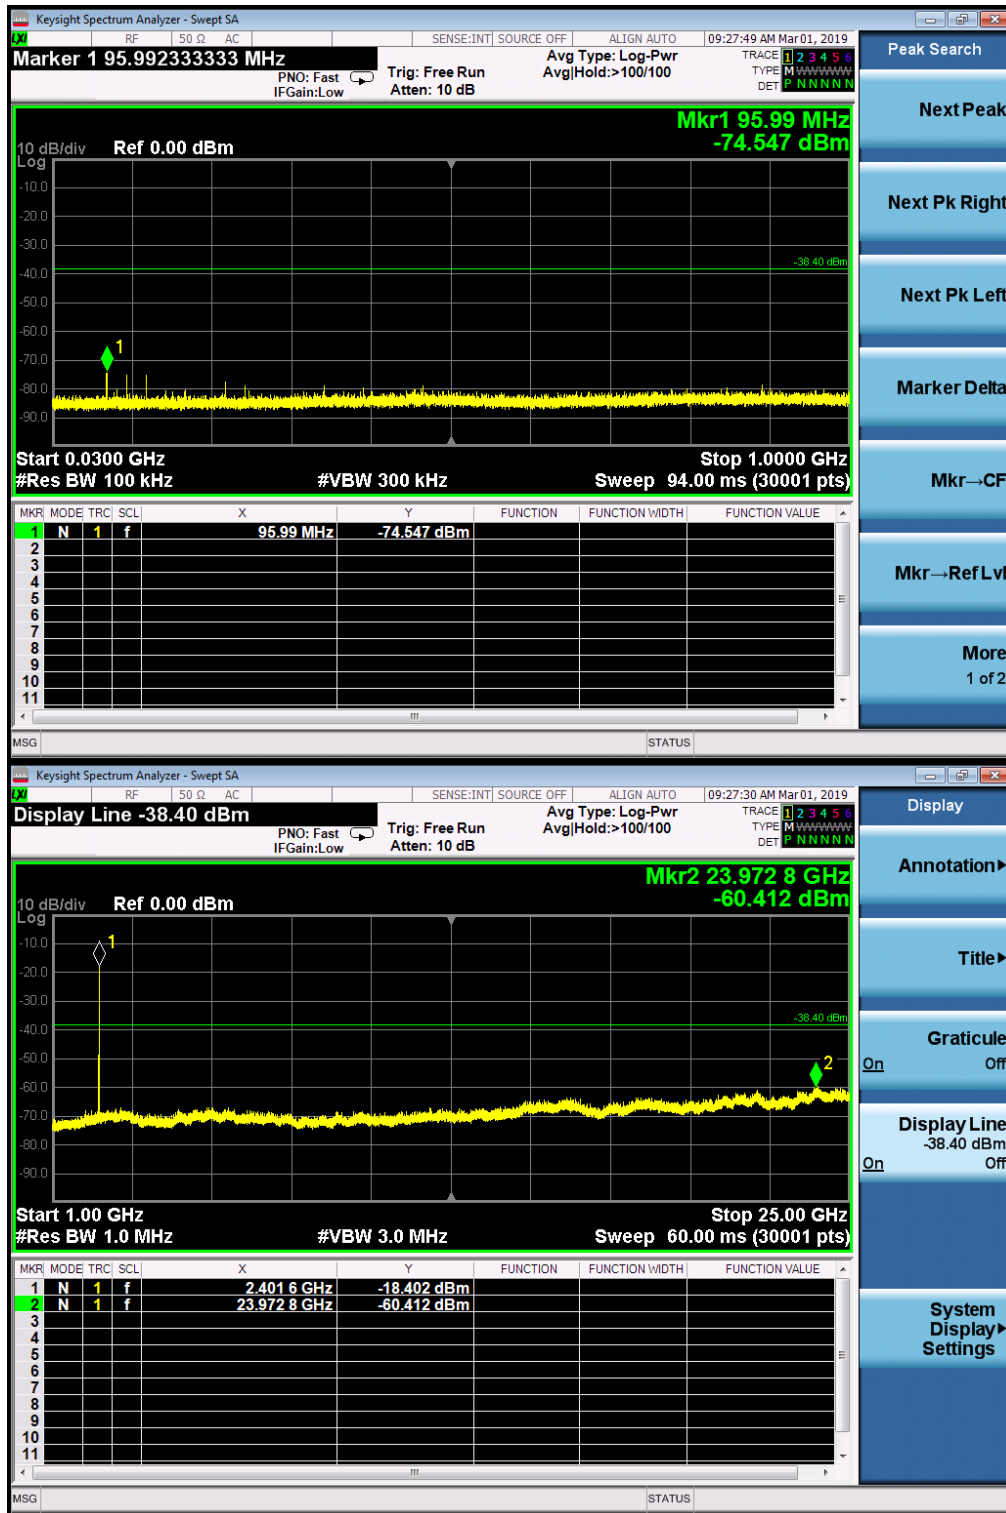 Keysight Spectrum Analyzer - Swept SA
LXI RF 50 Ω AC SENSE:INT SOURCE OFF ALIGN AUTO 09:27:49 AM Mar 01, 2019
Marker 1 95.992333333 MHz
PNO: Fast
IFGain:Low
Trig: Free Run
Atten: 10 dB
Avg Type: Log-Pwr
Avg|Hold:>100/100
TRACE 1 2 3 4 5 6
TYPE M WWWWW
DET P N N N N N
Mkr1 95.99 MHz
-74.547 dBm
10 dB/div Ref 0.00 dBm
Log
-10.0
-20.0
-30.0
-38.40 dBm
-40.0
-50.0
-60.0
1
-70.0
-80.0
-90.0
Start 0.0300 GHz Stop 1.0000 GHz
#Res BW 100 kHz #VBW 300 kHz Sweep 94.00 ms (30001 pts)
MKR MODE TRC SCL X Y FUNCTION FUNCTION WIDTH FUNCTION VALUE
1 N 1 f 95.99 MHz -74.547 dBm
2
3
4
5
6
7
8
9
10
11
MSG STATUS
Peak Search
Next Peak
Next Pk Right
Next Pk Left
Marker Delta
Mkr→CF
Mkr→Ref Lvl
More
1 of 2
Keysight Spectrum Analyzer - Swept SA
LXI RF 50 Ω AC SENSE:INT SOURCE OFF ALIGN AUTO 09:27:30 AM Mar 01, 2019
Display Line -38.40 dBm
PNO: Fast
IFGain:Low
Trig: Free Run
Atten: 10 dB
Avg Type: Log-Pwr
Avg|Hold:>100/100
TRACE 1 2 3 4 5 6
TYPE M WWWWW
DET P N N N N N
Mkr2 23.972 8 GHz
-60.412 dBm
10 dB/div Ref 0.00 dBm
Log
-10.0
1
-20.0
-30.0
-38.40 dBm
-40.0
-50.0
2
-60.0
-70.0
-80.0
-90.0
Start 1.00 GHz Stop 25.00 GHz
#Res BW 1.0 MHz #VBW 3.0 MHz Sweep 60.00 ms (30001 pts)
MKR MODE TRC SCL X Y FUNCTION FUNCTION WIDTH FUNCTION VALUE
1 N 1 f 2.401 6 GHz -18.402 dBm
2 N 1 f 23.972 8 GHz -60.412 dBm
3
4
5
6
7
8
9
10
11
MSG STATUS
Display
Annotation
Title
Graticule
On Off
Display Line
-38.40 dBm
On Off
System
Display
Settings